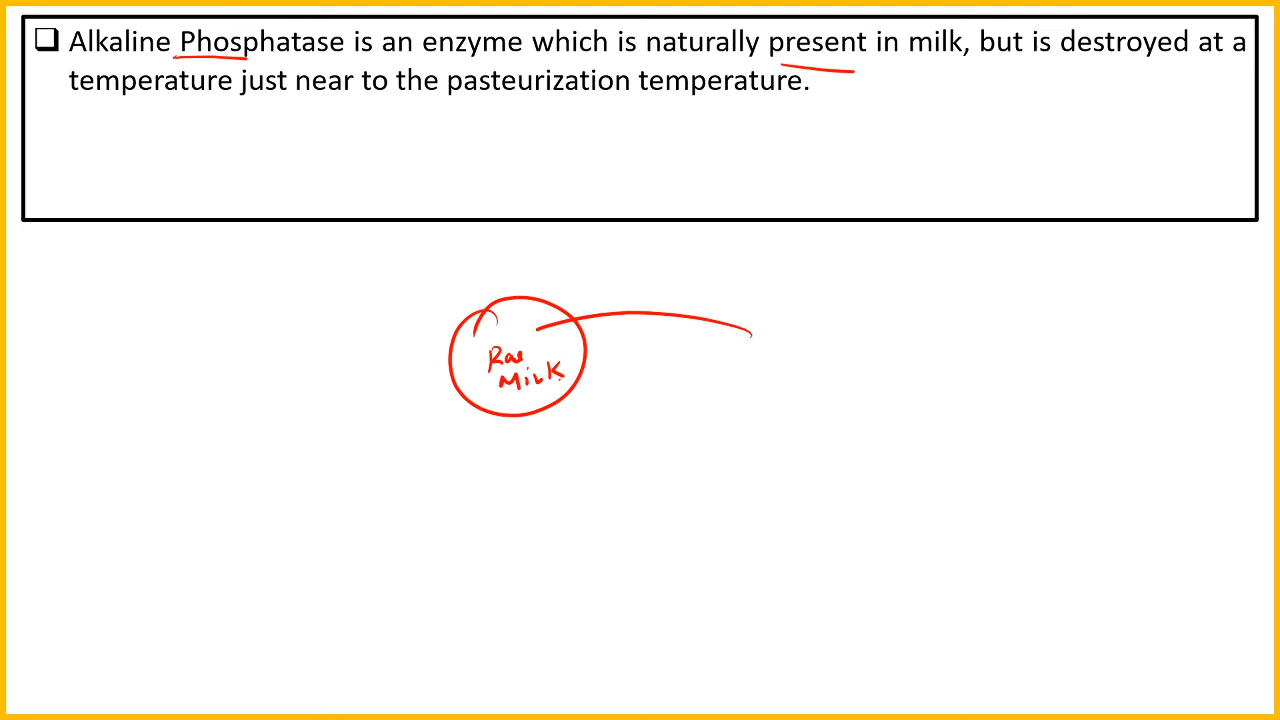 Alkaline Phosphatase is an enzyme which is naturally present in milk, but is destroyed at a
temperature just near to the pasteurization temperature.
Raw
Milk